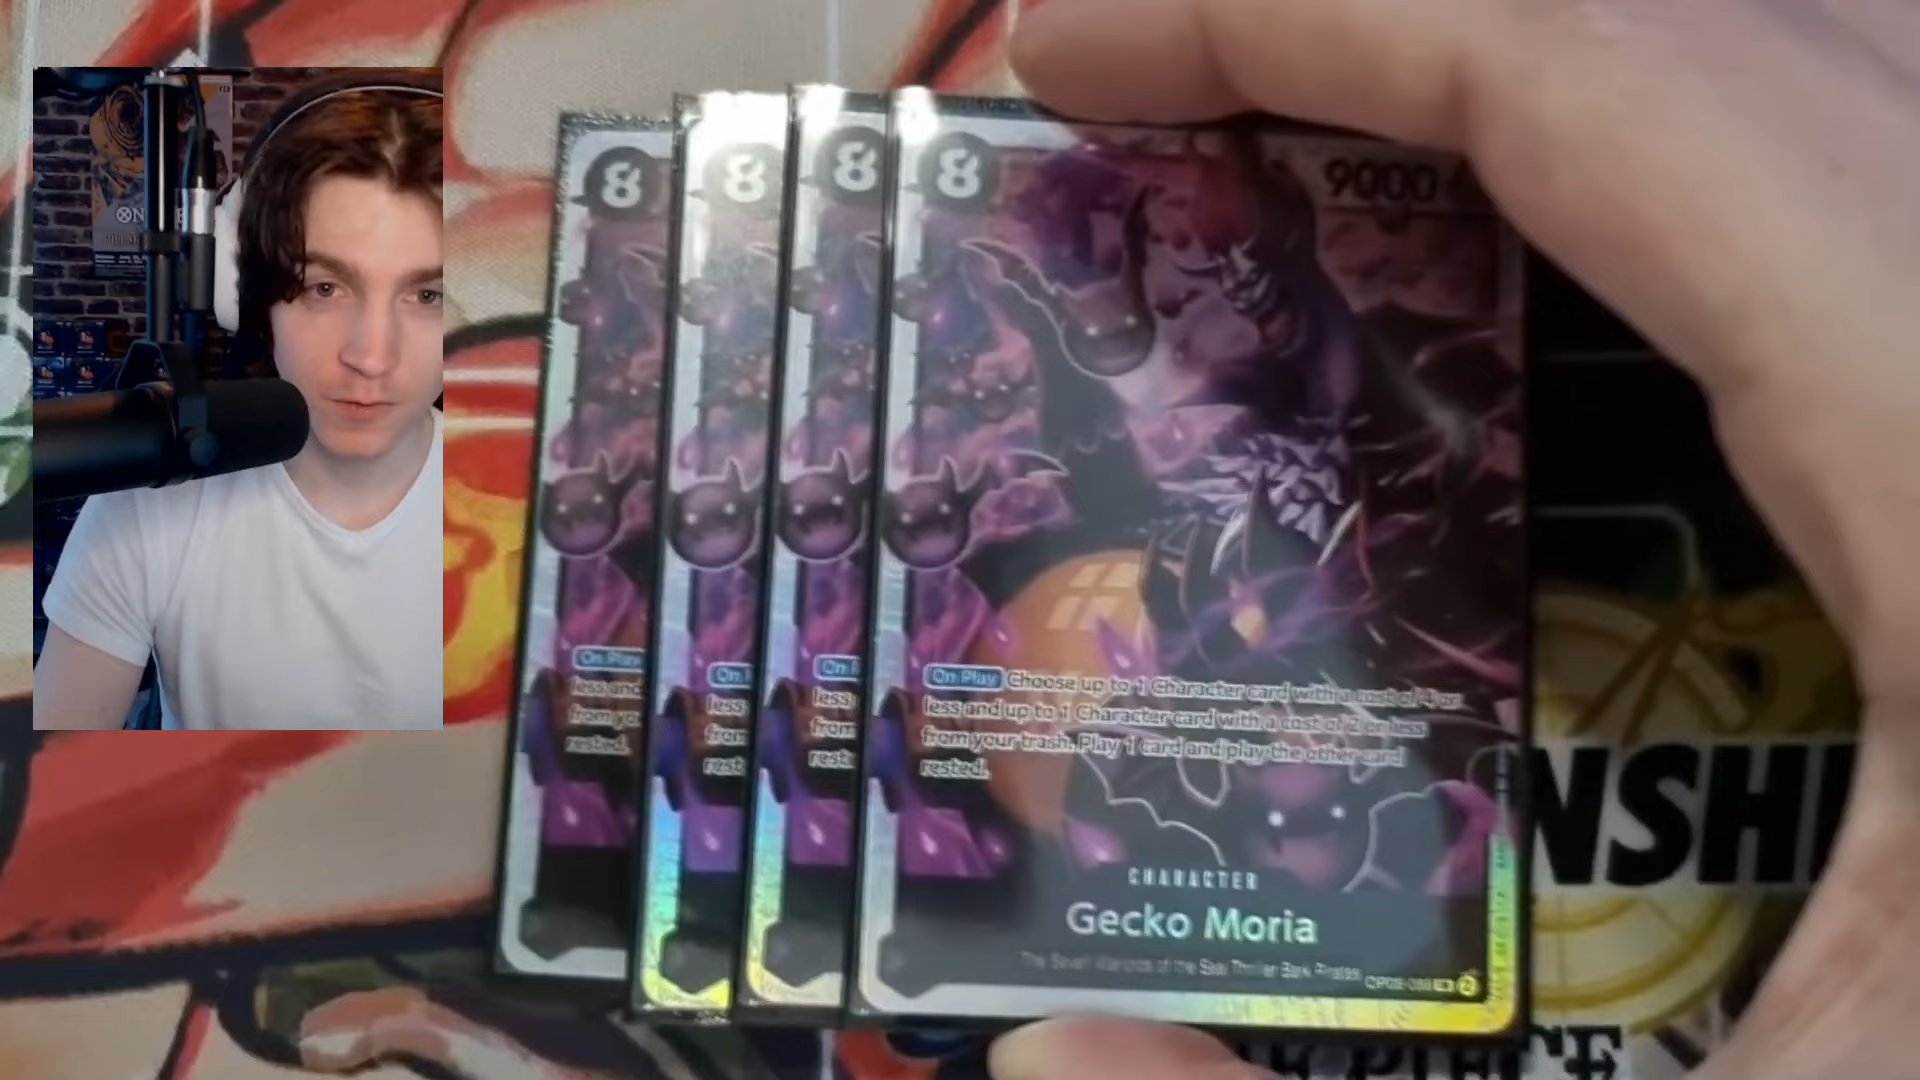 8
8
8
8
9000
On Play
less and
from yo
rested.
On P
less
from
rest
On P
less
from
rest
On Play Choose up to 1 Character card with a cost of 4 or
less and up to 1 Character card with a cost of 2 or less
from your trash. Play 1 card and play the other card
rested.
CHARACTER
Gecko Moria
The Seven Warlords of the Sea/Thriller Bark Pirates
NSHI
PIECE